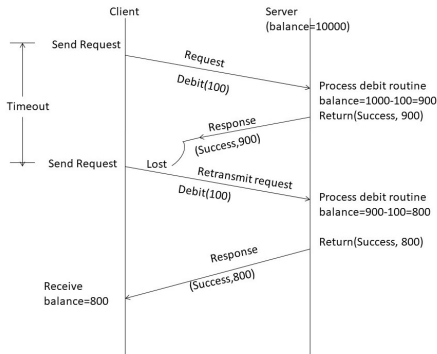 Client
Server
(balance=10000)
Send Request
Request
Debit(100)
Process debit routine
balance=1000-100=900
Timeout
Return(Success, 900)
Response
(Success,900)
Lost
Send Request
Retransmit request
Debit(100)
Process debit routine
balance=900-100=800
Return(Success, 800)
Response
(Success,800)
Receive
balance=800